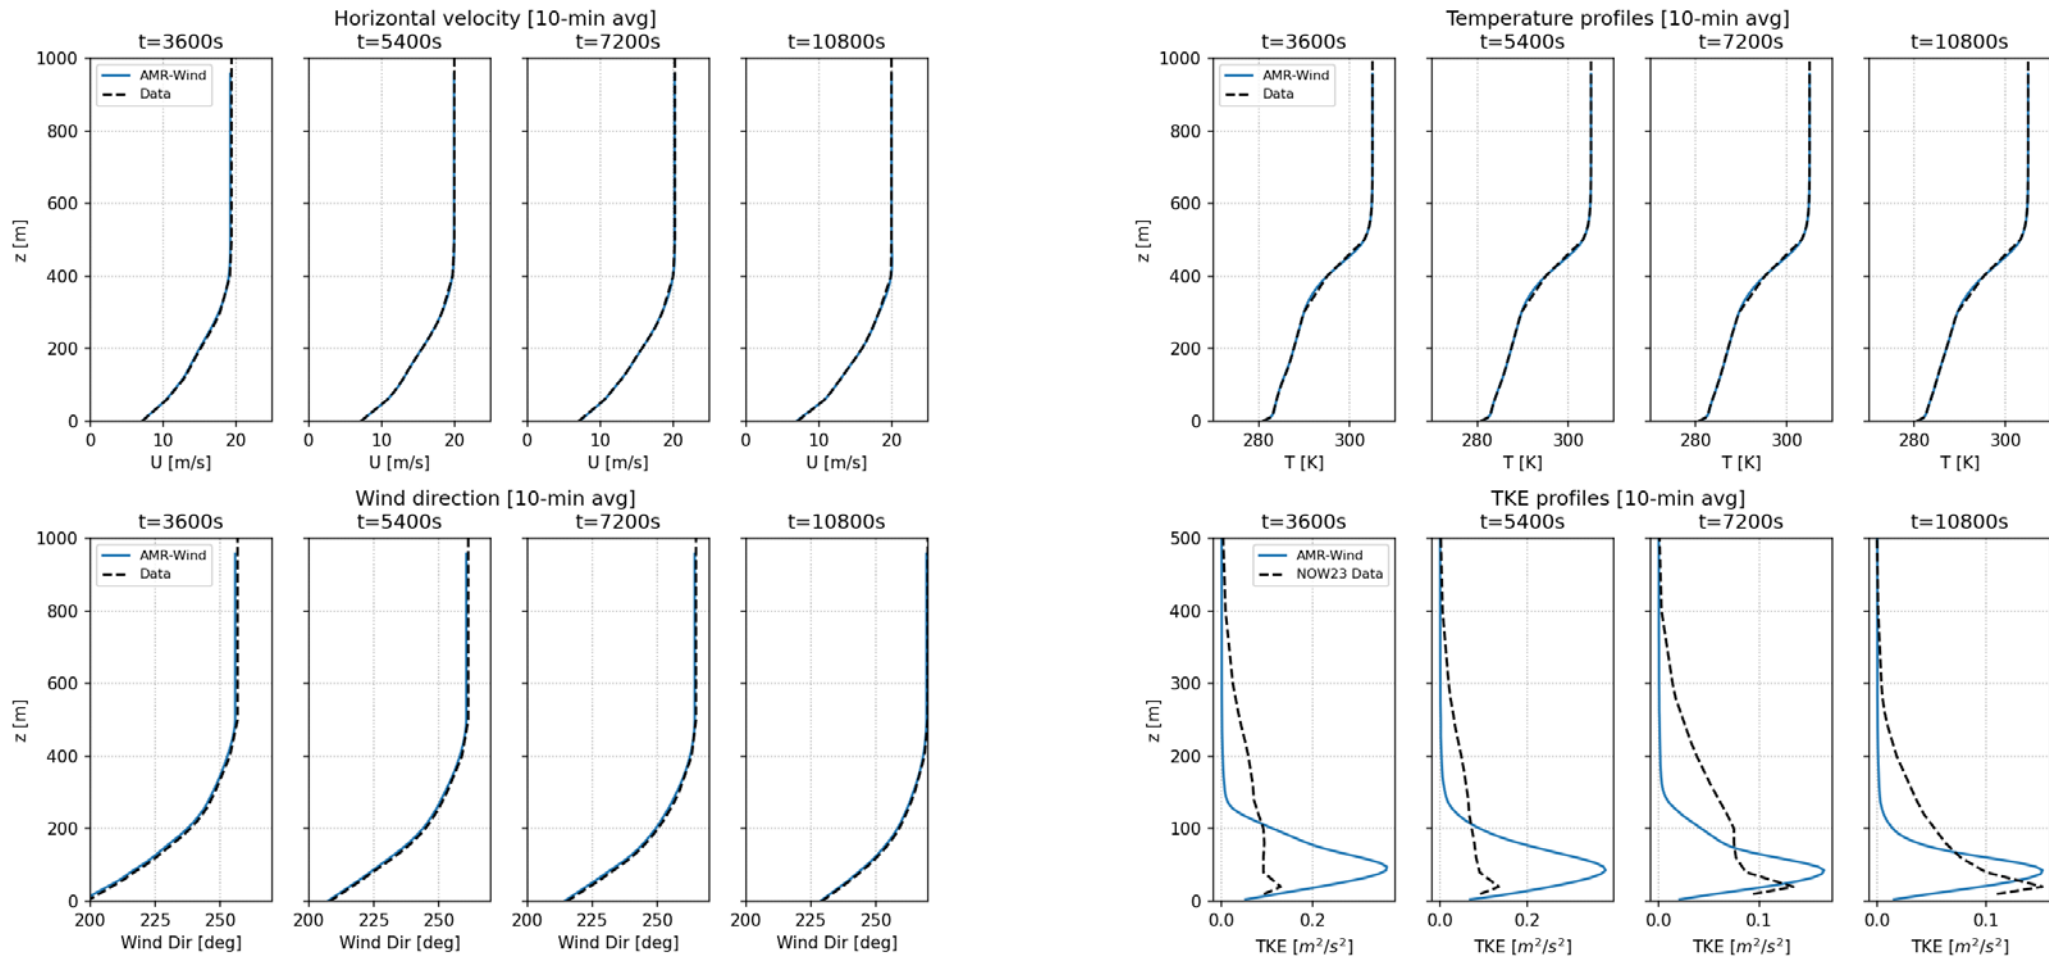 Horizontal velocity [10-min avg]
t=3600s t=5400s t=7200s t=10800s
1000
800
600
400
200
0
z [m]
AMR-Wind
Data
0 10 20 0 10 20 0 10 20 0 10 20
U [m/s] U [m/s] U [m/s] U [m/s]
Temperature profiles [10-min avg]
t=3600s t=5400s t=7200s t=10800s
1000
800
600
400
200
0
z [m]
AMR-Wind
Data
280 300 280 300 280 300 280 300
T [K] T [K] T [K] T [K]
Wind direction [10-min avg]
t=3600s t=5400s t=7200s t=10800s
1000
800
600
400
200
0
z [m]
AMR-Wind
Data
200 225 250 200 225 250 200 225 250 200 225 250
Wind Dir [deg] Wind Dir [deg] Wind Dir [deg] Wind Dir [deg]
TKE profiles [10-min avg]
t=3600s t=5400s t=7200s t=10800s
500
400
300
200
100
0
z [m]
AMR-Wind
NOW23 Data
0.0 0.2 0.0 0.2 0.0 0.1 0.0 0.1
TKE [m²/s²] TKE [m²/s²] TKE [m²/s²] TKE [m²/s²]